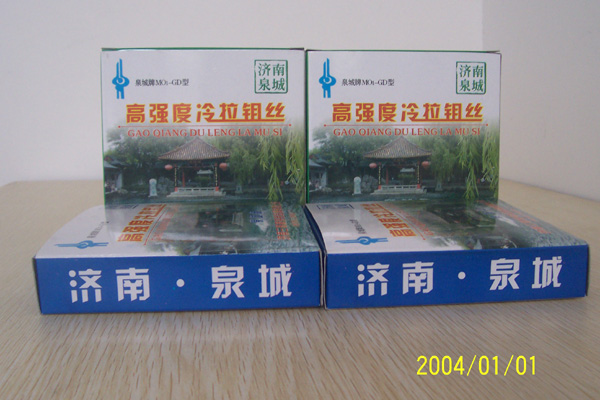 泉城牌MO1-GD型
济南
泉城
高强度冷拉钼丝
GAO QIANG DU LENG LA MU SI
泉城牌MO1-GD型
济南
泉城
高强度冷拉钼丝
GAO QIANG DU LENG LA MU SI
济南·泉城
济南·泉城
2004/01/01